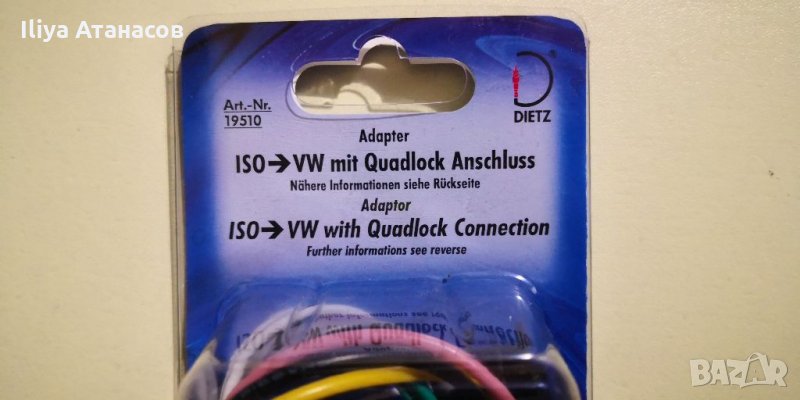 Iliya Атанасов
Art.-Nr.
19510
DIETZ
Adapter
ISO➔VW mit Quadlock Anschluss
Nähere Informationen siehe Rückseite
Adaptor
ISO➔VW with Quadlock Connection
Further informations see reverse
BAZAR